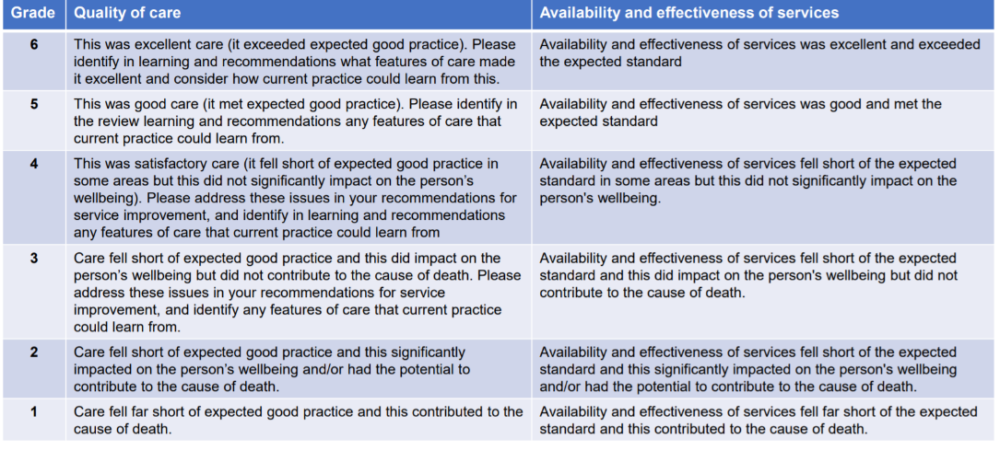 Grade Quality of care Availability and effectiveness of services
6 This was excellent care (it exceeded expected good practice). Please
identify in learning and recommendations what features of care made
it excellent and consider how current practice could learn from this.
Availability and effectiveness of services was excellent and exceeded
the expected standard
5 This was good care (it met expected good practice). Please identify in
the review learning and recommendations any features of care that
current practice could learn from.
Availability and effectiveness of services was good and met the
expected standard
4 This was satisfactory care (it fell short of expected good practice in
some areas but this did not significantly impact on the person’s
wellbeing). Please address these issues in your recommendations for
service improvement, and identify in learning and recommendations
any features of care that current practice could learn from
Availability and effectiveness of services fell short of the expected
standard in some areas but this did not significantly impact on the
person's wellbeing.
3 Care fell short of expected good practice and this did impact on the
person’s wellbeing but did not contribute to the cause of death. Please
address these issues in your recommendations for service
improvement, and identify any features of care that current practice
could learn from.
Availability and effectiveness of services fell short of the expected
standard and this did impact on the person's wellbeing but did not
contribute to the cause of death.
2 Care fell short of expected good practice and this significantly
impacted on the person’s wellbeing and/or had the potential to
contribute to the cause of death.
Availability and effectiveness of services fell short of the expected
standard and this significantly impacted on the person's wellbeing
and/or had the potential to contribute to the cause of death.
1 Care fell far short of expected good practice and this contributed to the
cause of death.
Availability and effectiveness of services fell far short of the expected
standard and this contributed to the cause of death.